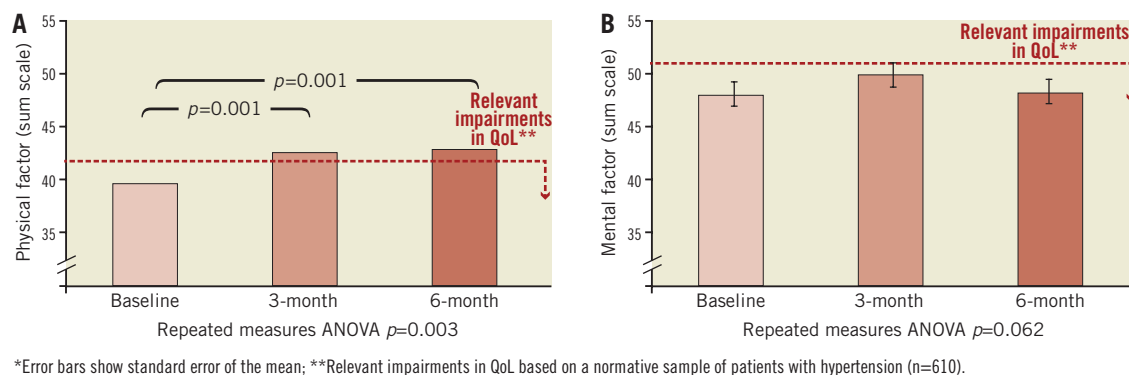 A
55
50
45
40
35
Physical factor (sum scale)
p=0.001
p=0.001
Relevant
impairments
in QoL**
Baseline
3-month
6-month
Repeated measures ANOVA p=0.003
B
55
50
45
40
35
Mental factor (sum scale)
Relevant impairments
in QoL**
Baseline
3-month
6-month
Repeated measures ANOVA p=0.062
*Error bars show standard error of the mean; **Relevant impairments in QoL based on a normative sample of patients with hypertension (n=610).